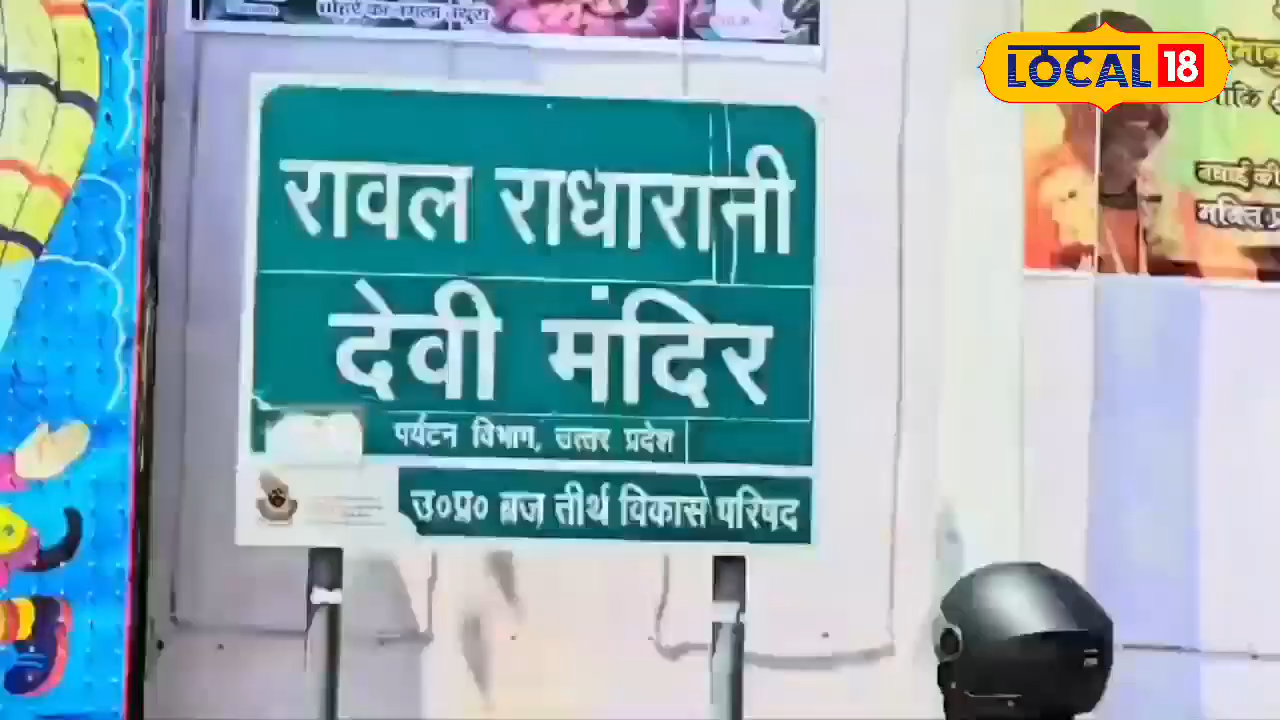 LOCAL 18
रावल राधारानी
देवी मंदिर
पर्यटन विभाग, उत्तर प्रदेश
उ०प्र० ब्रज तीर्थ विकास परिषद